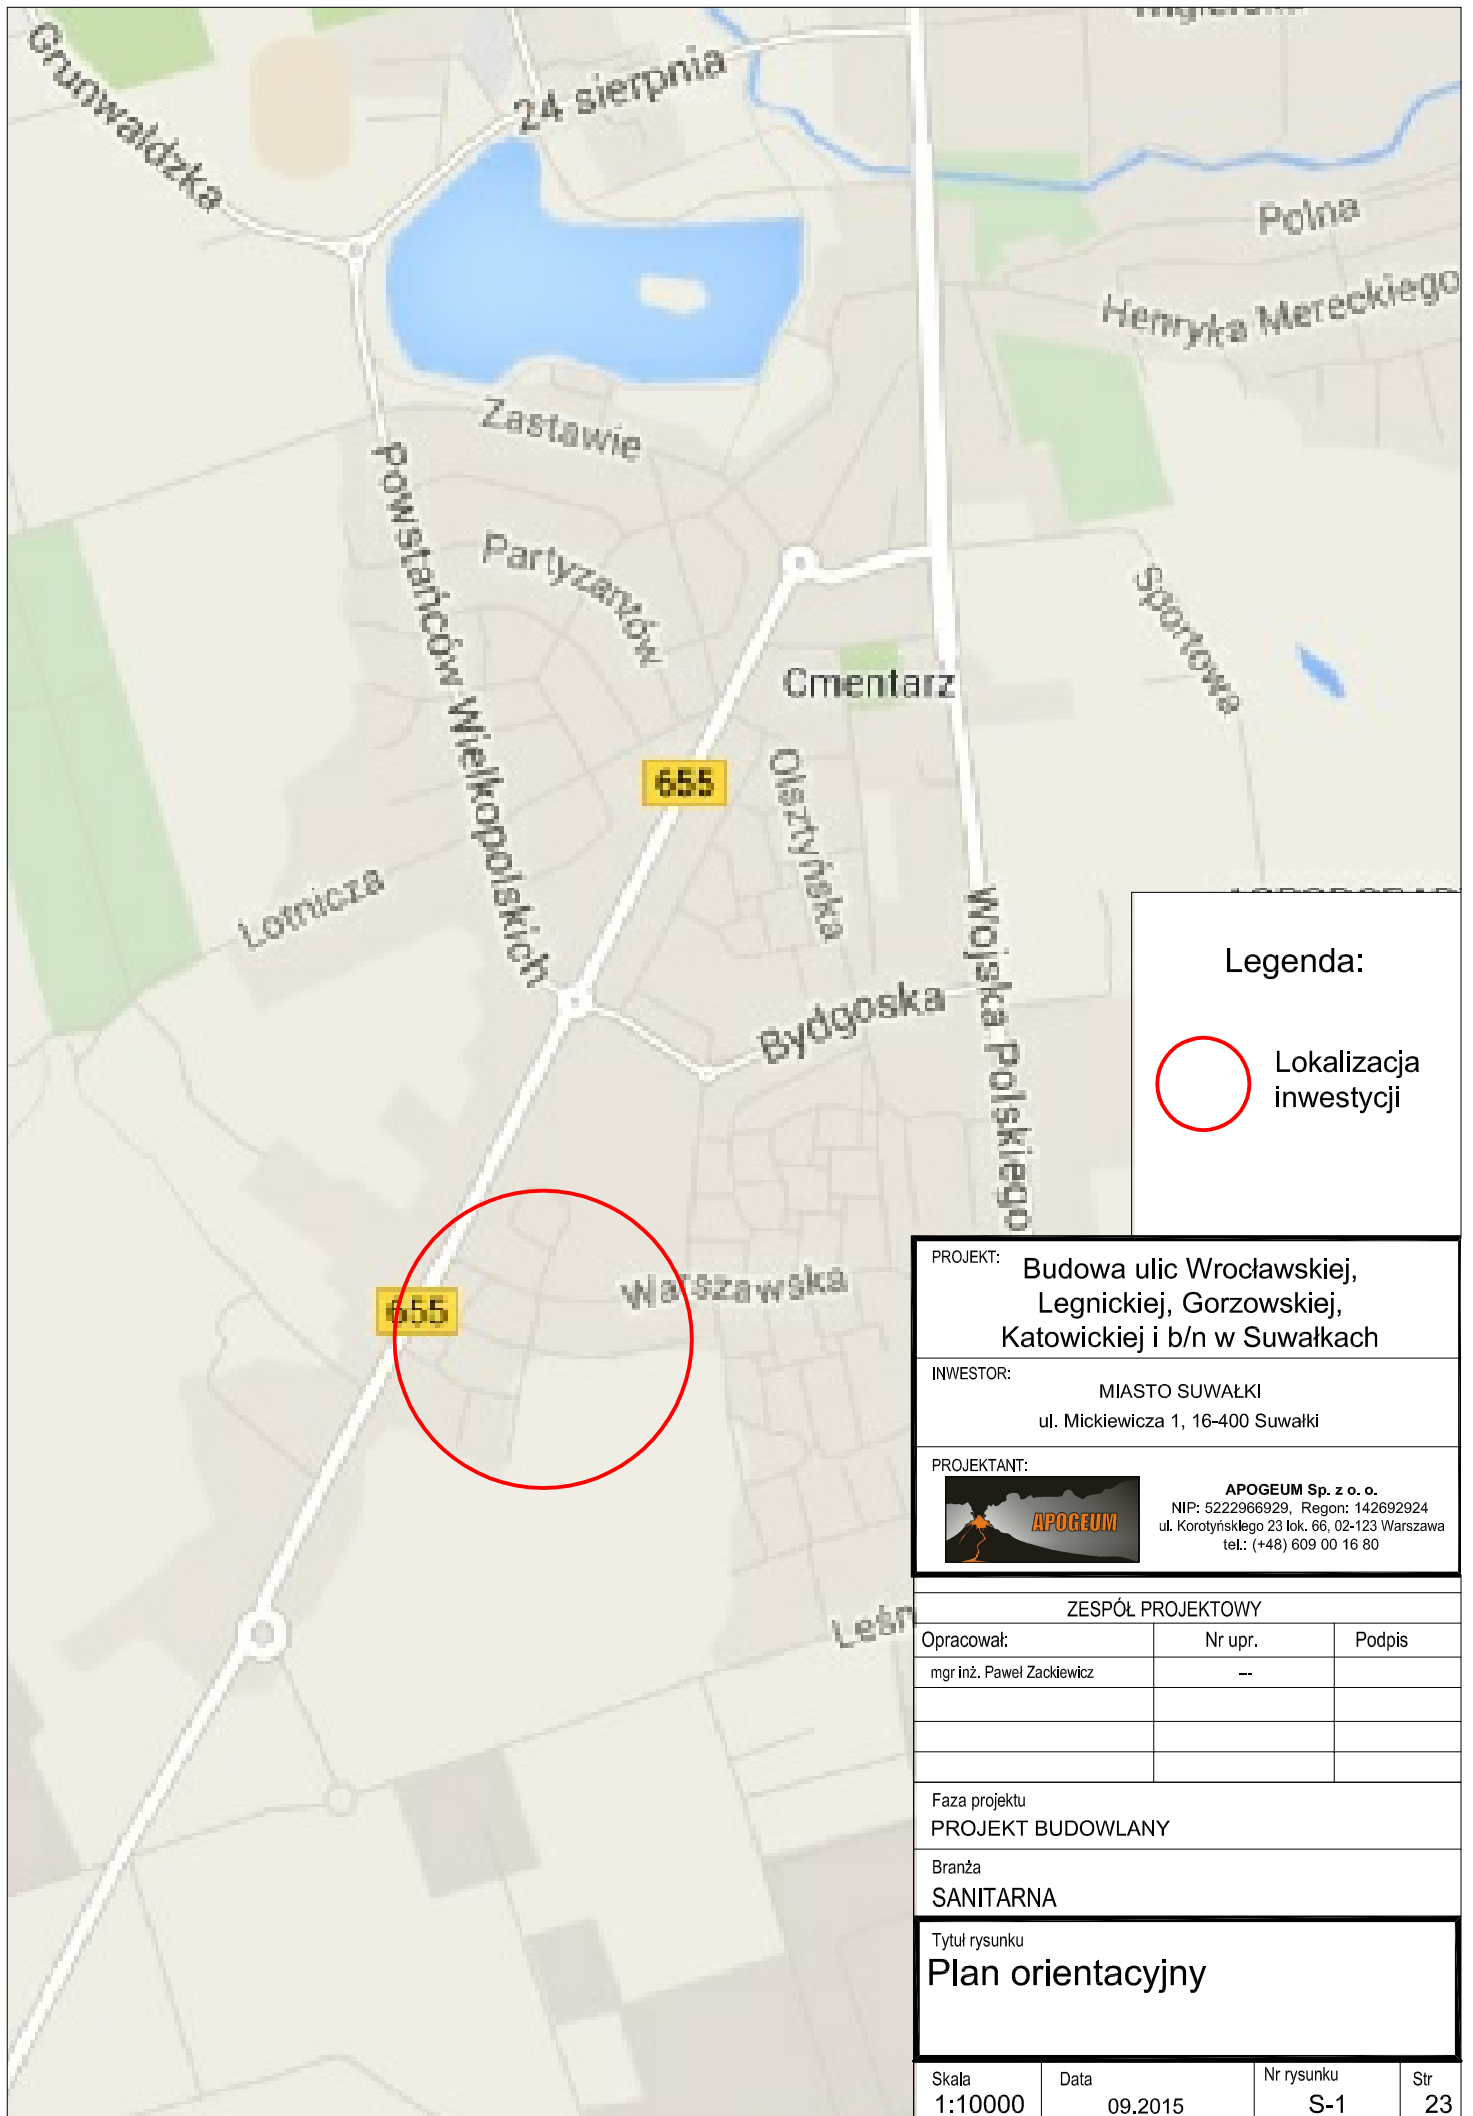 Grunwaldzka
24 sierpnia
Polna
Henryka Mereckiego
Zastawie
Powstańców Wielkopolskich
Partyzantów
Sportowa
Cmentarz
655
Olsztyńska
Lotnicza
Wojska Polskiego
Bydgoska
Warszawska
655
Leśn
Legenda:
Lokalizacja
inwestycji
PROJEKT:
Budowa ulic Wrocławskiej,
Legnickiej, Gorzowskiej,
Katowickiej i b/n w Suwałkach
INWESTOR:
MIASTO SUWAŁKI
ul. Mickiewicza 1, 16-400 Suwałki
PROJEKTANT:
APOGEUM
APOGEUM Sp. z o. o.
NIP: 5222966929, Regon: 142692924
ul. Korotyńskiego 23 lok. 66, 02-123 Warszawa
tel.: (+48) 609 00 16 80
ZESPÓŁ PROJEKTOWY
Opracował: Nr upr. Podpis
mgr inż. Paweł Zackiewicz --
Faza projektu
PROJEKT BUDOWLANY
Branża
SANITARNA
Tytuł rysunku
Plan orientacyjny
Skala Data Nr rysunku Str
1:10000 09.2015 S-1 23